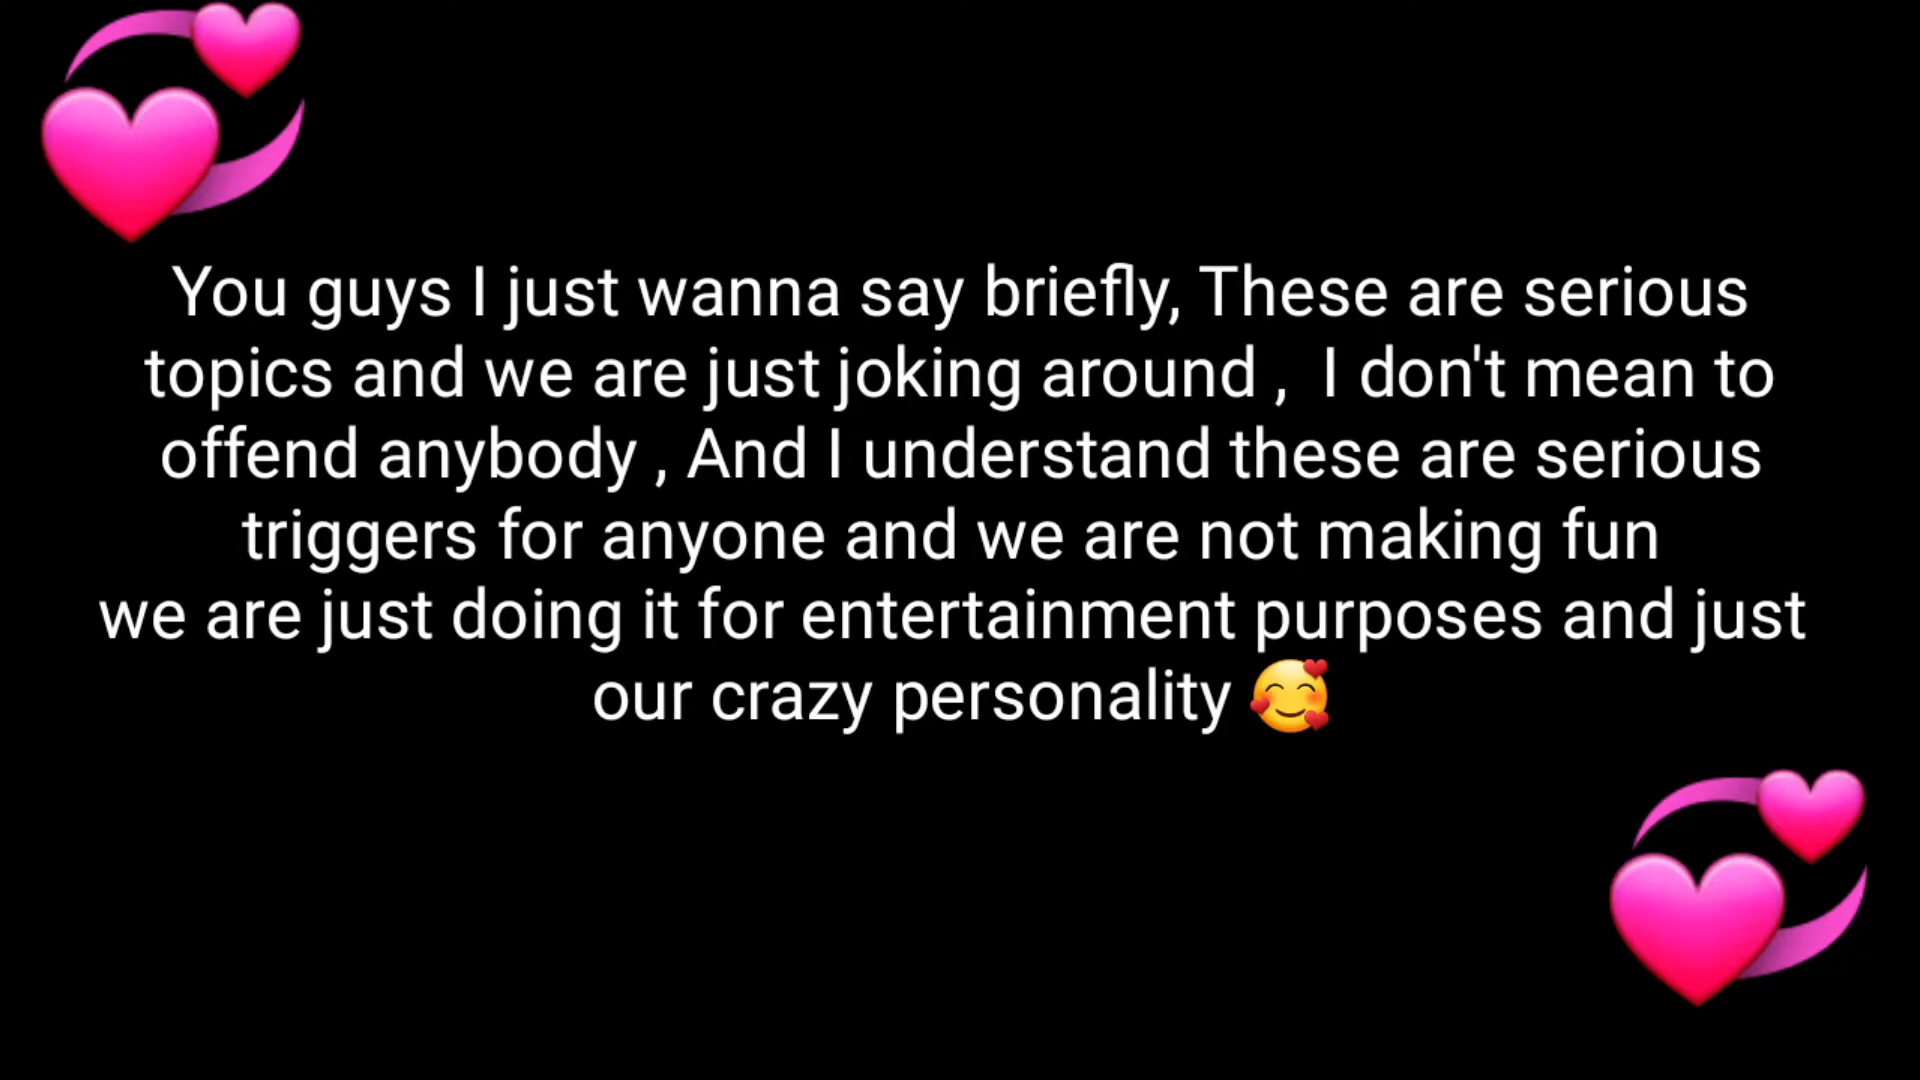 You guys I just wanna say briefly, These are serious
topics and we are just joking around ,  I don't mean to
offend anybody , And I understand these are serious
triggers for anyone and we are not making fun
we are just doing it for entertainment purposes and just
our crazy personality 🥰